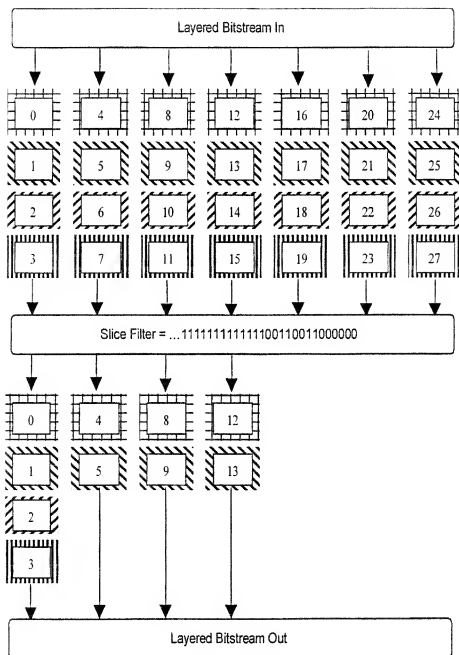 Layered Bitstream In
0 4 8 12 16 20 24
1 5 9 13 17 21 25
2 6 10 14 18 22 26
3 7 11 15 19 23 27
Slice Filter = ...1111111111111100110011000000
0 4 8 12
1 5 9 13
2
3
Layered Bitstream Out